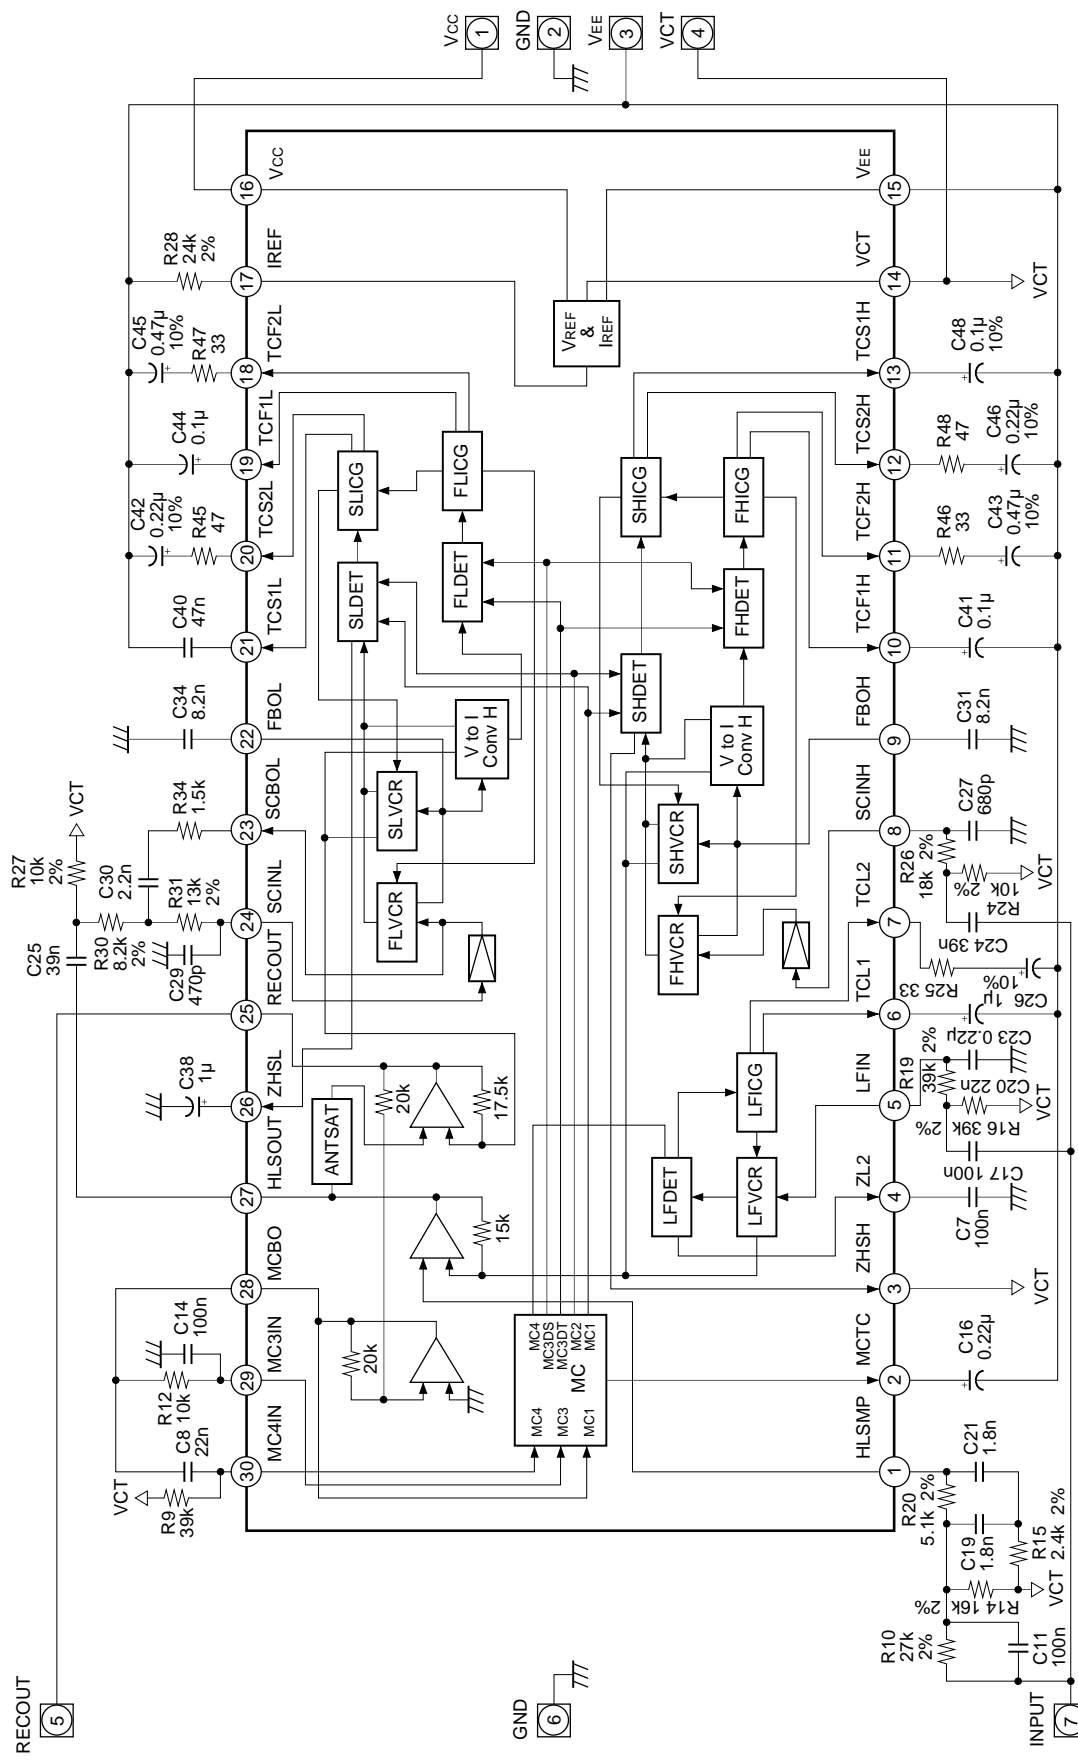 RECOUT
5
GND
6
INPUT
7
VCC
1
GND
2
VEE
3
VCT
4
VCT
R9
39k
C8
22n
R12
10k
C14
100n
C38
1µ
C25
39n
R27
10k
2%
VCT
R30
8.2k
2%
C30
2.2n
R31
13k
2%
C29
470p
R34
1.5k
C34
8.2n
C40
47n
C42
0.22µ
10%
R45
47
C44
0.1µ
C45
0.47µ
10%
R47
33
R28
24k
2%
30
MC4IN
29
MC3IN
28
MCBO
27
HLSOUT
26
ZHSL
25
RECOUT
24
SCINL
23
SCBOL
22
FBOL
21
TCS1L
20
TCS2L
19
TCF1L
18
TCF2L
17
IREF
16
VCC
20k
15k
ANTSAT
20k
17.5k
FLVCR
SLVCR
V to I
Conv H
SLDET
FLDET
SLICG
FLICG
VREF
&
IREF
MC4
MC3
MC1
MC
MC4
MC3DS
MC3DT
MC2
MC1
LFDET
LFVCR
LFICG
FHVCR
SHVCR
V to I
Conv H
SHDET
FHDET
SHICG
FHICG
HLSMP
1
MCTC
2
ZHSH
3
ZL2
4
LFIN
5
TCL1
6
TCL2
7
SCINH
8
FBOH
9
TCF1H
10
TCF2H
11
TCS2H
12
TCS1H
13
VCT
14
VEE
15
R10
27k
2%
C11
100n
R14 16k
2%
VCT
R15
2.4k 2%
C19
1.8n
R20
5.1k 2%
C21
1.8n
C16
0.22µ
VCT
C7
100n
C17 100n
R16 39k
2%
VCT
R19
39k 2%
C20 22n
C23 0.22µ
R25 33
C26 1µ
10%
C24 39n
R24
10k
2%
VCT
R26
18k 2%
C27
680p
C31
8.2n
C41
0.1µ
R46
33
C43
0.47µ
10%
R48
47
C46
0.22µ
10%
C48
0.1µ
10%
VCT